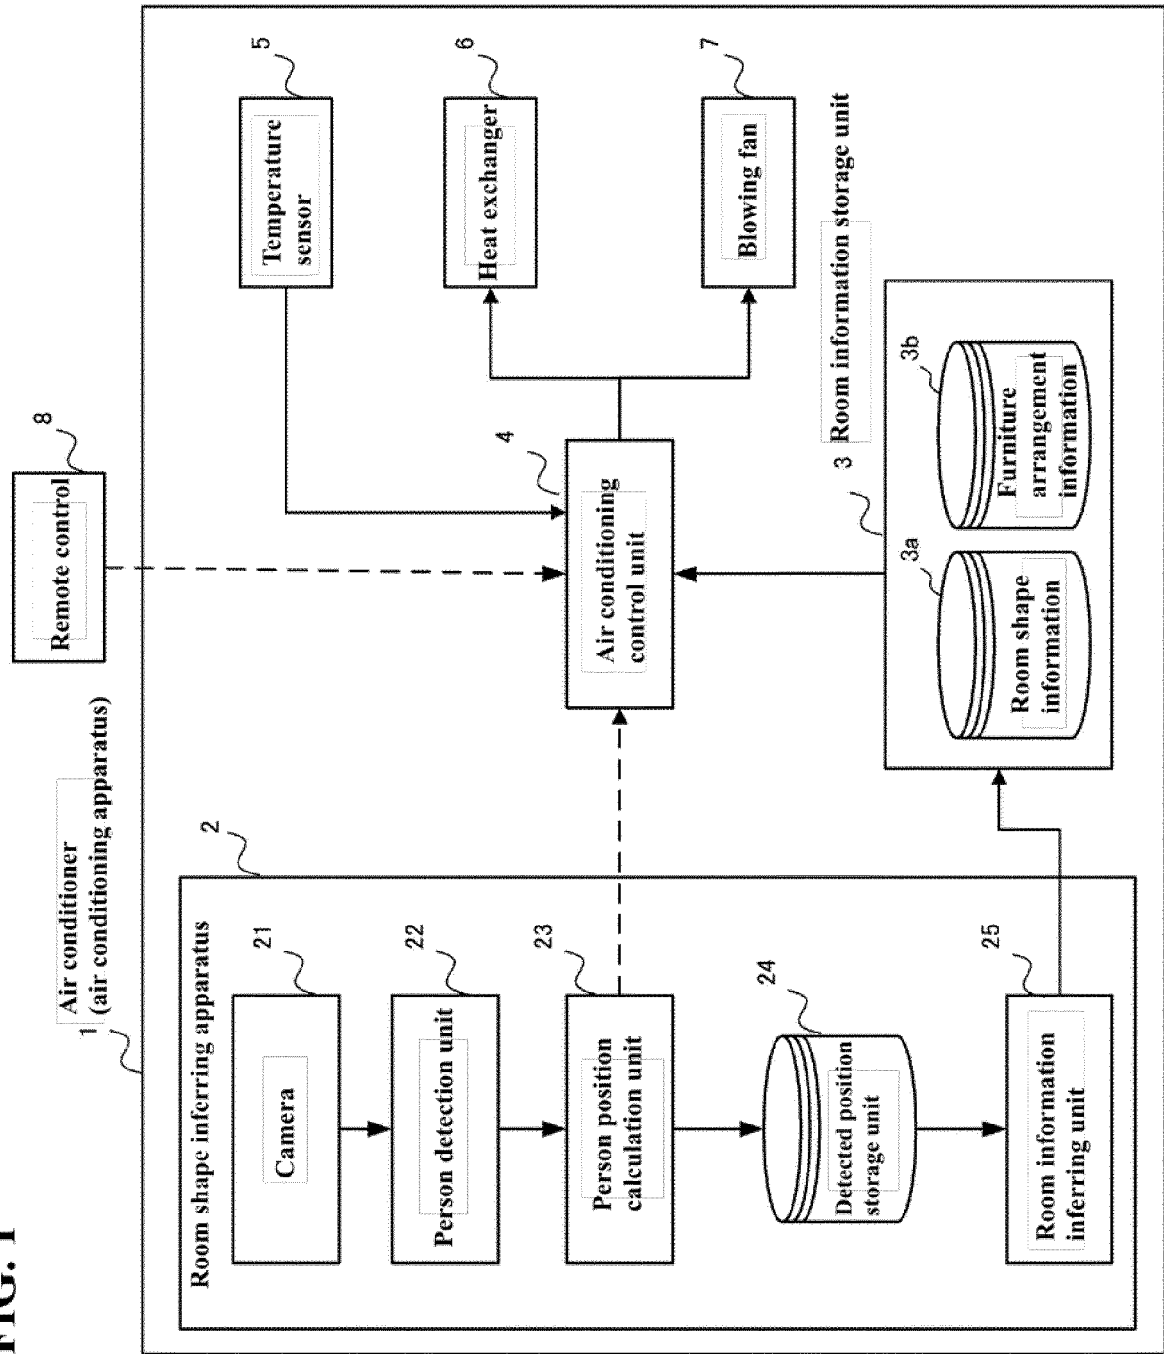 FIG. 1
1
Air conditioner
(air conditioning apparatus)
Remote control
8
Room shape inferring apparatus
2
Camera
21
Person detection unit
22
Person position
calculation unit
23
Detected position
storage unit
24
Room information
inferring unit
25
Air conditioning
control unit
4
Temperature
sensor
5
Heat exchanger
6
Blowing fan
7
3
Room information storage unit
Room shape
information
3a
Furniture
arrangement
information
3b